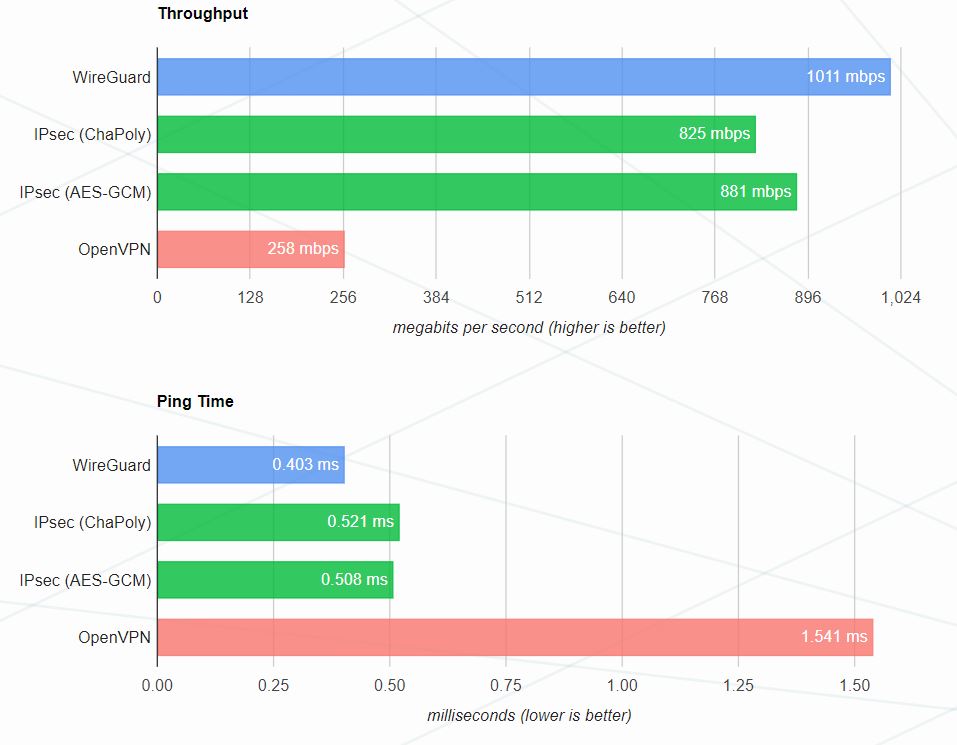 Throughput
WireGuard 1011 mbps
IPsec (ChaPoly) 825 mbps
IPsec (AES-GCM) 881 mbps
OpenVPN 258 mbps
0 128 256 384 512 640 768 896 1,024
megabits per second (higher is better)
Ping Time
WireGuard 0.403 ms
IPsec (ChaPoly) 0.521 ms
IPsec (AES-GCM) 0.508 ms
OpenVPN 1.541 ms
0.00 0.25 0.50 0.75 1.00 1.25 1.50
milliseconds (lower is better)